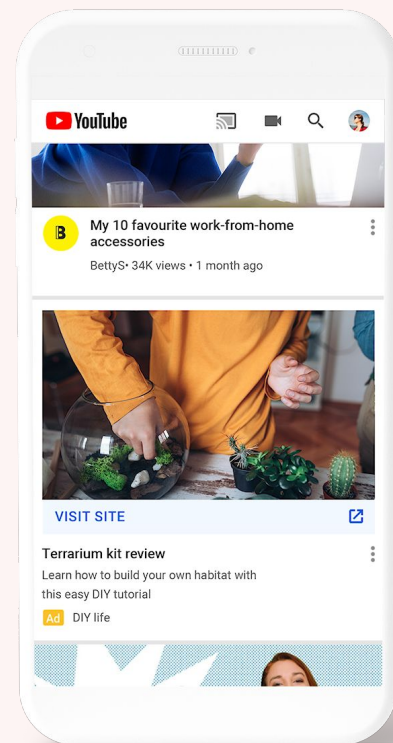 YouTube
B
My 10 favourite work-from-home
accessories
BettyS• 34K views • 1 month ago
VISIT SITE
Terrarium kit review
Learn how to build your own habitat with
this easy DIY tutorial
Ad DIY life